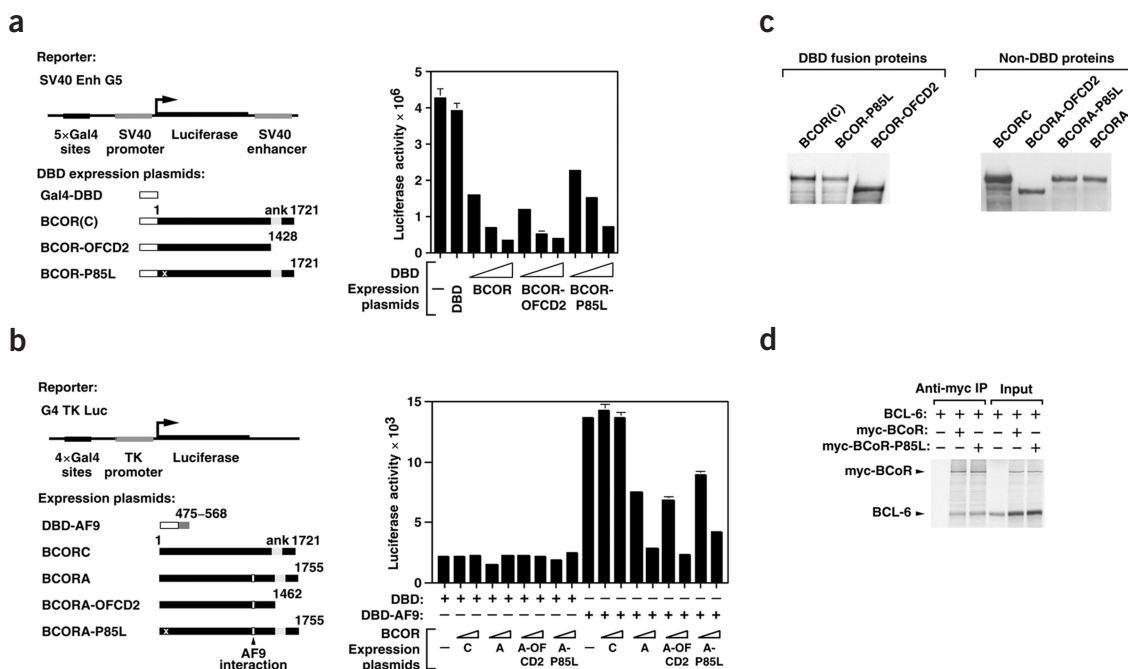 a
Reporter:
SV40 Enh G5
5×Gal4 sites
SV40 promoter
Luciferase
SV40 enhancer
DBD expression plasmids:
Gal4-DBD
1
ank 1721
BCOR(C)
1428
BCOR-OFCD2
1721
BCOR-P85L
x
Luciferase activity × 10⁶
5
4
3
2
1
0
DBD Expression plasmids
—
DBD
BCOR
BCOR-OFCD2
BCOR-P85L
b
Reporter:
G4 TK Luc
4×Gal4 sites
TK promoter
Luciferase
Expression plasmids:
475–568
DBD-AF9
1
ank 1721
BCORC
1755
BCORA
1462
BCORA-OFCD2
1755
BCORA-P85L
x
AF9 interaction
Luciferase activity × 10³
15
10
5
0
DBD: + + + + + + + + + − − − − − − − − −
DBD-AF9: − − − − − − − − − + + + + + + + + +
BCOR Expression plasmids
— C A A-OF CD2 A-P85L — C A A-OF CD2 A-P85L
c
DBD fusion proteins
BCOR(C)
BCOR-P85L
BCOR-OFCD2
Non-DBD proteins
BCORC
BCORA-OFCD2
BCORA-P85L
BCORA
d
Anti-myc IP
Input
BCL-6: + + + + + +
myc-BCoR: − + − − + −
myc-BCoR-P85L: − − + − − +
myc-BCoR
BCL-6